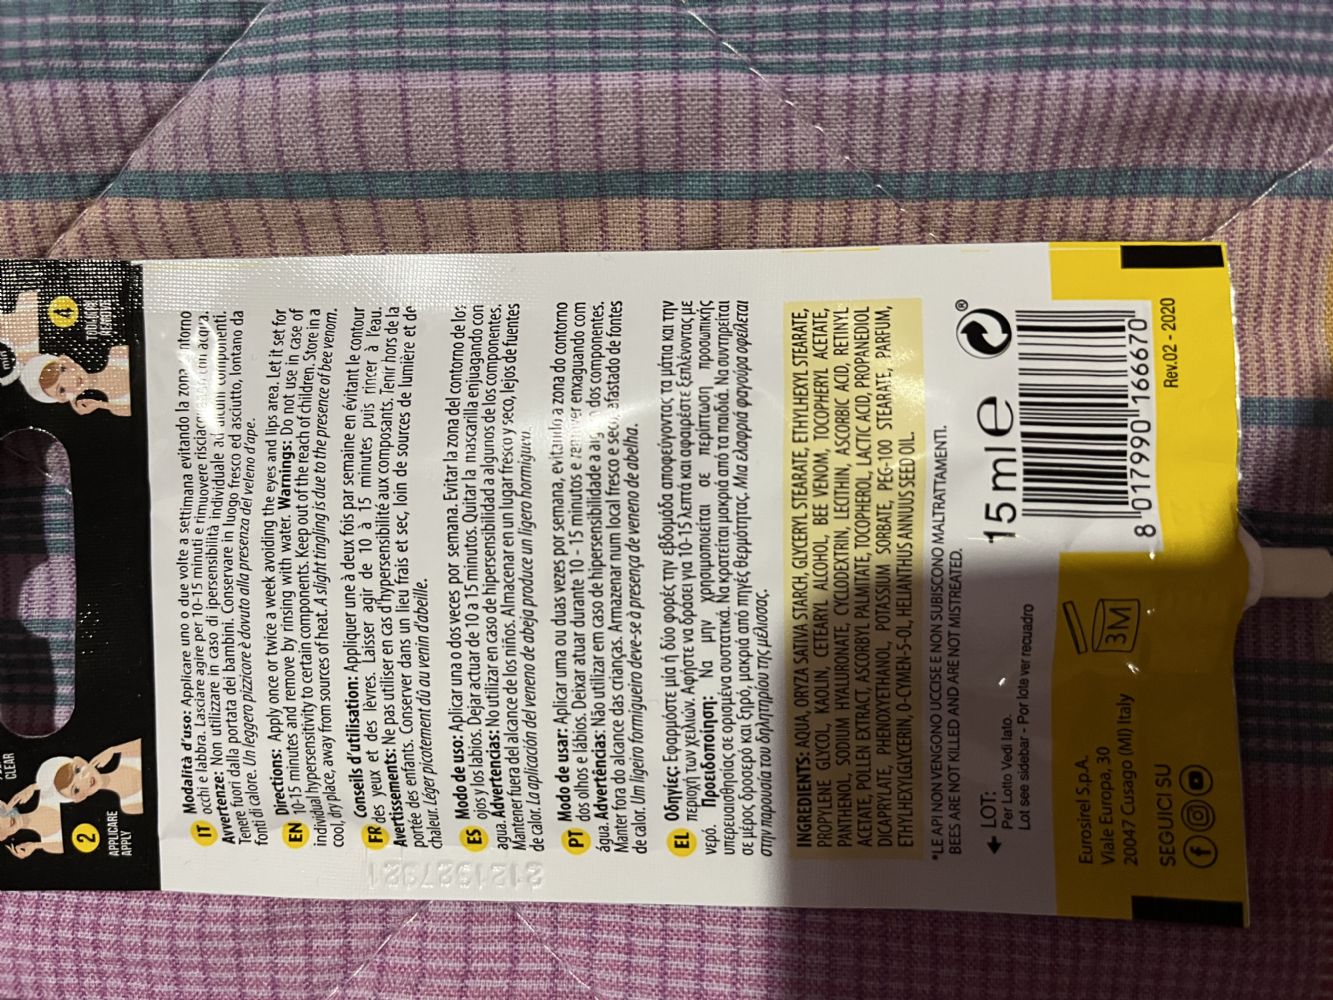 CLEAR
2
APPLICARE
APPLY
4
min
IT
Modalità d'uso: Applicare uno o due volte a settimana evitando la zona
occhi e labbra. Lasciare agire per 10-15 minuti e rimuovere
Avvertenze: Non utilizzare in caso di ipersensibilità individuale ad alcuni componenti.
Tenere fuori dalla portata dei bambini. Conservare in luogo fresco ed asciutto, lontano da
fonti di calore. Un leggero pizzicore è dovuto alla presenza del veleno d'ape.
EN
Directions: Apply once or twice a week avoiding the eyes and lips area. Let it set for
10-15 minutes and remove by rinsing with water. Warnings: Do not use in case of
individual hypersensitivity to certain components. Keep out of the reach of children. Store in a
cool, dry place, away from sources of heat. A slight tingling is due to the presence of bee venom.
FR
Conseils d'utilisation: Appliquer une à deux fois par semaine en évitant le contour
des yeux et des lèvres. Laisser agir de 10 à 15 minutes puis rincer à l'eau.
Avertissements: Ne pas utiliser en cas d'hypersensibilité aux composants. Tenir hors de la
portée des enfants. Conserver dans un lieu frais et sec, loin de sources de lumière et de
chaleur. Léger picotement dû au venin d'abeille.
ES
Modo de uso: Aplicar una o dos veces por semana. Evitar la zona del contorno de los
ojos y los labios. Dejar actuar de 10 a 15 minutos. Quitar la mascarilla enjuagando con
agua. Advertencias: No utilizar en caso de hipersensibilidad a algunos de los componentes.
Mantener fuera del alcance de los niños. Almacenar en un lugar fresco y seco, lejos de fuentes
de calor. La aplicación del veneno de abeja produce un ligero hormigueo.
PT
Modo de usar: Aplicar uma ou duas vezes por semana, evitando a zona do contorno
dos olhos e lábios. Deixar atuar durante 10 - 15 minutos e remover enxaguando com
água. Advertências: Não utilizar em caso de hipersensibilidade a dos componentes.
Manter fora do alcance das crianças. Armazenar num local fresco e seco, afastado de fontes
de calor. Um ligeiro formigueiro deve-se à presença de veneno de abelha.
EL
Οδηγίες: Εφαρμόστε μία ή δύο φορές την εβδομάδα αποφεύγοντας τα μάτια και την
περιοχή των χειλιών. Αφήστε να δράσει για 10-15 λεπτά και αφαιρέστε ξεπλένοντας με
νερό. Προειδοποίηση: Να μην χρησιμοποιείται σε περίπτωση προσωπικής
υπερευαισθησίας σε ορισμένα συστατικά. Να κρατείται μακριά από τα παιδιά. Να συντηρείται
σε μέρος δροσερό και ξηρό, μακριά από πηγές θερμότητας. Μια ελαφριά φαγούρα οφείλεται
στην παρουσία του δηλητηρίου της μέλισσας.
INGREDIENTS: AQUA, ORYZA SATIVA STARCH, GLYCERYL STEARATE, ETHYLHEXYL STEARATE,
PROPYLENE GLYCOL, KAOLIN, CETEARYL ALCOHOL, BEE VENOM, TOCOPHERYL ACETATE,
PANTHENOL, SODIUM HYALURONATE, CYCLODEXTRIN, LECITHIN, ASCORBIC ACID, RETINYL
ACETATE, POLLEN EXTRACT, ASCORBYL PALMITATE, TOCOPHEROL, LACTIC ACID, PROPANEDIOL
DICAPRYLATE, PHENOXYETHANOL, POTASSIUM SORBATE, PEG-100 STEARATE, PARFUM,
ETHYLHEXYLGLYCERIN, O-CYMEN-5-OL, HELIANTHUS ANNUUS SEED OIL.
*LE API NON VENGONO UCCISE E NON SUBISCONO MALTRATTAMENTI.
BEES ARE NOT KILLED AND ARE NOT MISTREATED.
LOT:
Per Lotto Vedi lato.
Lot see sidebar - Por lote ver recuadro
15 ml e
®
8 017990 166670
Eurosirel S.p.A.
Viale Europa, 30
20047 Cusago (MI) Italy
3M
SEGUICI SU
Rev.02 - 2020